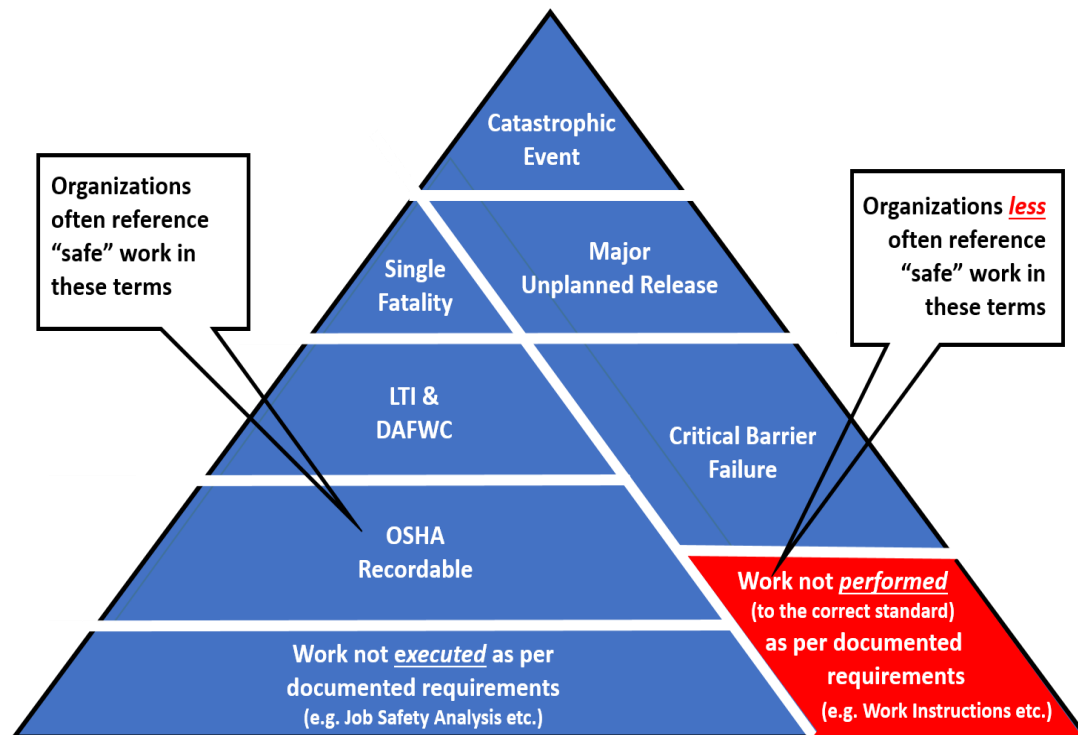 Catastrophic
Event
Organizations
often reference
“safe” work in
these terms
Organizations less
often reference
“safe” work in
these terms
Single
Fatality
Major
Unplanned Release
LTI &
DAFWC
Critical Barrier
Failure
OSHA
Recordable
Work not executed as per
documented requirements
(e.g. Job Safety Analysis etc.)
Work not performed
(to the correct standard)
as per documented
requirements
(e.g. Work Instructions etc.)